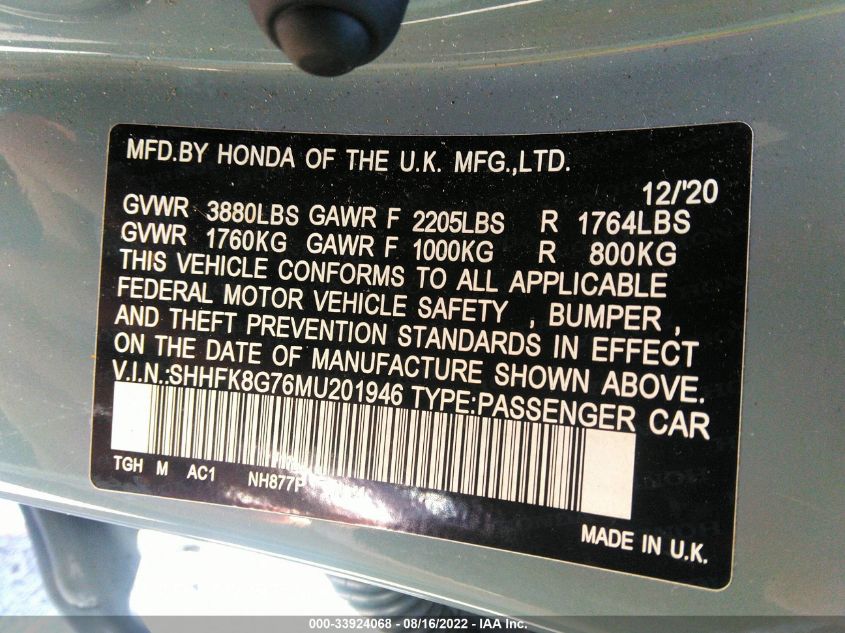 MFD.BY HONDA OF THE U.K. MFG.,LTD.
12/'20
GVWR 3880LBS GAWR F 2205LBS R 1764LBS
GVWR 1760KG GAWR F 1000KG R 800KG
THIS VEHICLE CONFORMS TO ALL APPLICABLE
FEDERAL MOTOR VEHICLE SAFETY , BUMPER ,
AND THEFT PREVENTION STANDARDS IN EFFECT
ON THE DATE OF MANUFACTURE SHOWN ABOVE.
V.I.N.:SHHFK8G76MU201946 TYPE:PASSENGER CAR
TGH M AC1 NH877P
MADE IN U.K.
000-33924068 - 08/16/2022 - IAA Inc.